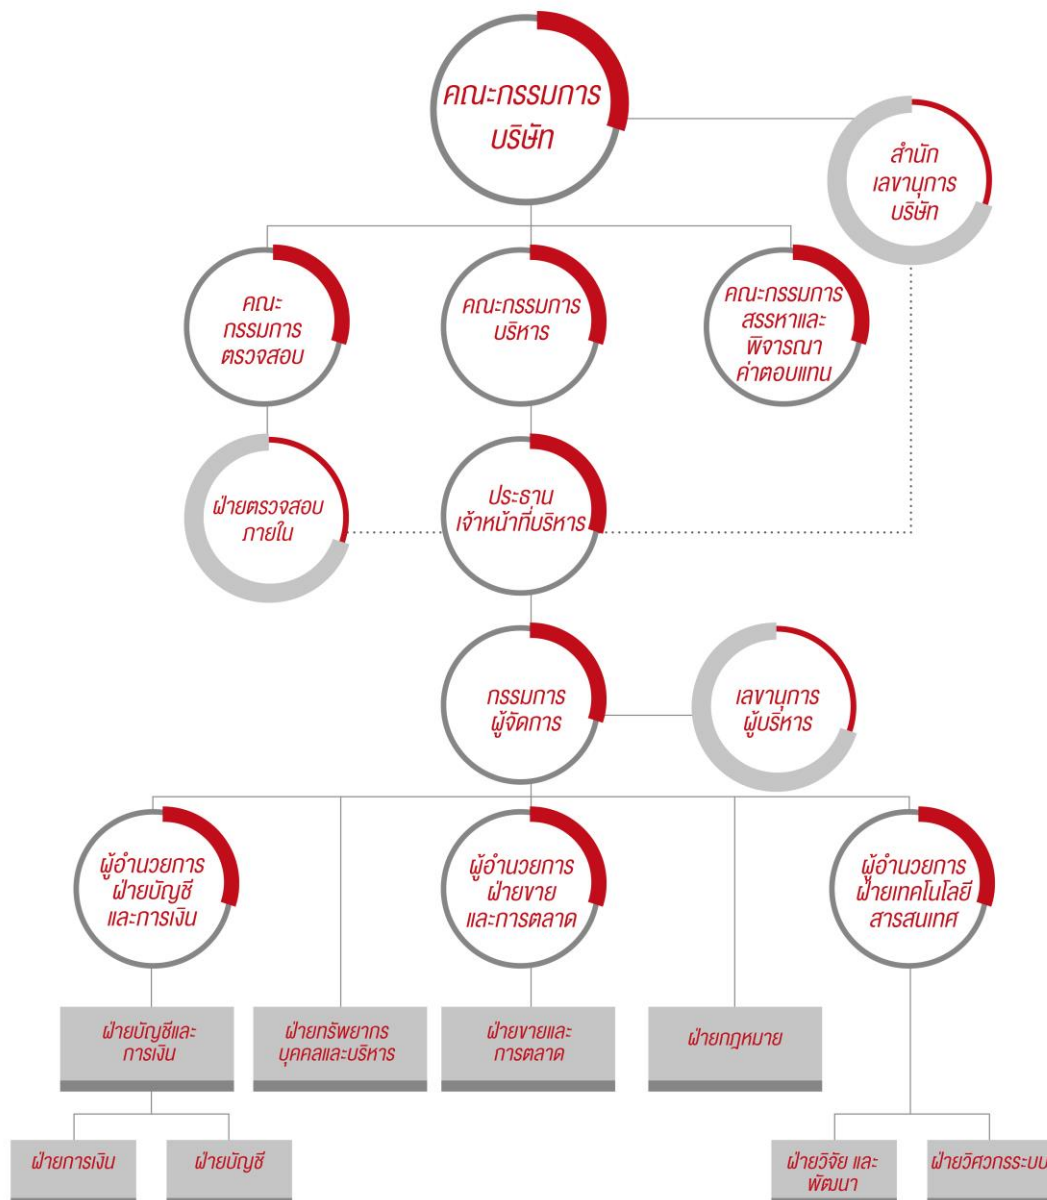 คณะกรรมการ
บริษัท
สำนัก
เลขานุการ
บริษัท
คณะ
กรรมการ
ตรวจสอบ
คณะกรรมการ
บริหาร
คณะกรรมการ
สรรหาและ
พิจารณา
ค่าตอบแทน
ฝ่ายตรวจสอบ
ภายใน
ประธาน
เจ้าหน้าที่บริหาร
กรรมการ
ผู้จัดการ
เลขานุการ
ผู้บริหาร
ผู้อำนวยการ
ฝ่ายบัญชี
และการเงิน
ผู้อำนวยการ
ฝ่ายขาย
และการตลาด
ผู้อำนวยการ
ฝ่ายเทคโนโลยี
สารสนเทศ
ฝ่ายบัญชีและ
การเงิน
ฝ่ายทรัพยากร
บุคคลและบริหาร
ฝ่ายขายและ
การตลาด
ฝ่ายกฎหมาย
ฝ่ายการเงิน
ฝ่ายบัญชี
ฝ่ายวิจัย และ
พัฒนา
ฝ่ายวิศวกรระบบ